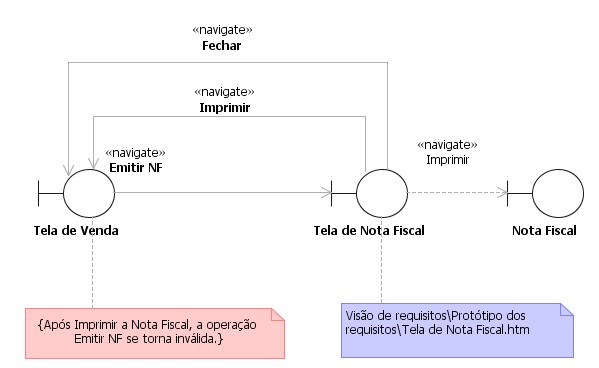 «navigate»
Fechar
«navigate»
Imprimir
«navigate»
Emitir NF
«navigate»
Imprimir
Tela de Venda
Tela de Nota Fiscal
Nota Fiscal
{Após Imprimir a Nota Fiscal, a operação
Emitir NF se torna inválida.}
Visão de requisitos\Protótipo dos
requisitos\Tela de Nota Fiscal.htm